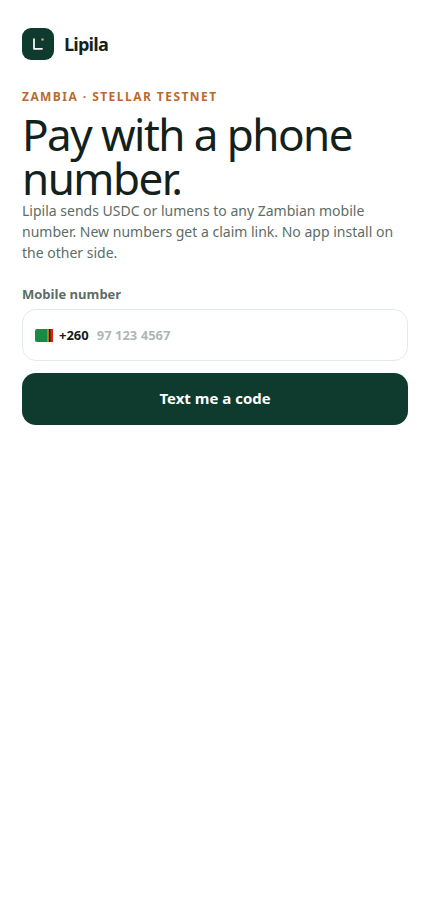 Lipila
ZAMBIA · STELLAR TESTNET
Pay with a phone
number.
Lipila sends USDC or lumens to any Zambian mobile
number. New numbers get a claim link. No app install on
the other side.
Mobile number
+260 97 123 4567
Text me a code